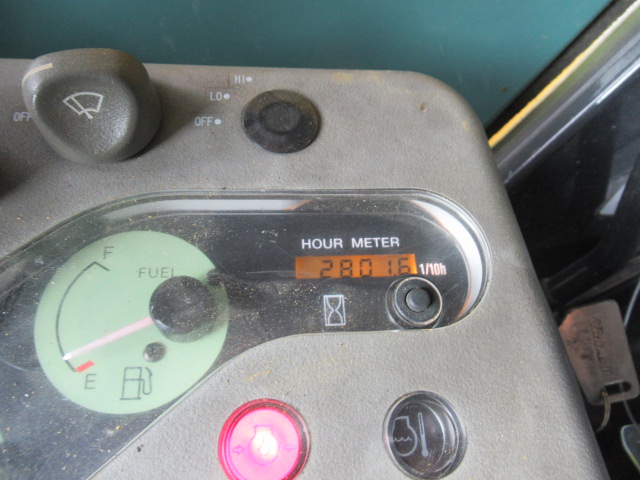 HI
LO
OFF
OFF
HOUR METER
28016 1/10h
F
FUEL
E